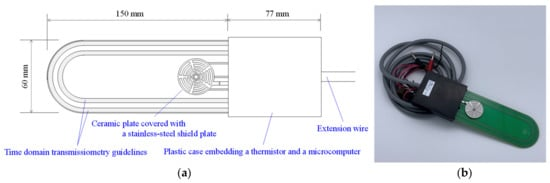 150 mm
77 mm
60 mm
Ceramic plate covered with
a stainless-steel shield plate
Extension wire
Time domain transmissiometry guidelines
Plastic case embedding a thermistor and a microcomputer
(a)
(b)